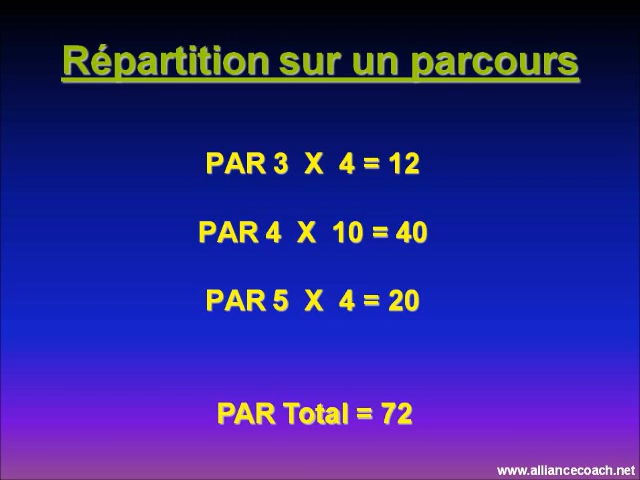 Répartition sur un parcours
PAR 3 X 4 = 12
PAR 4 X 10 = 40
PAR 5 X 4 = 20
PAR Total = 72
www.alliancecoach.net